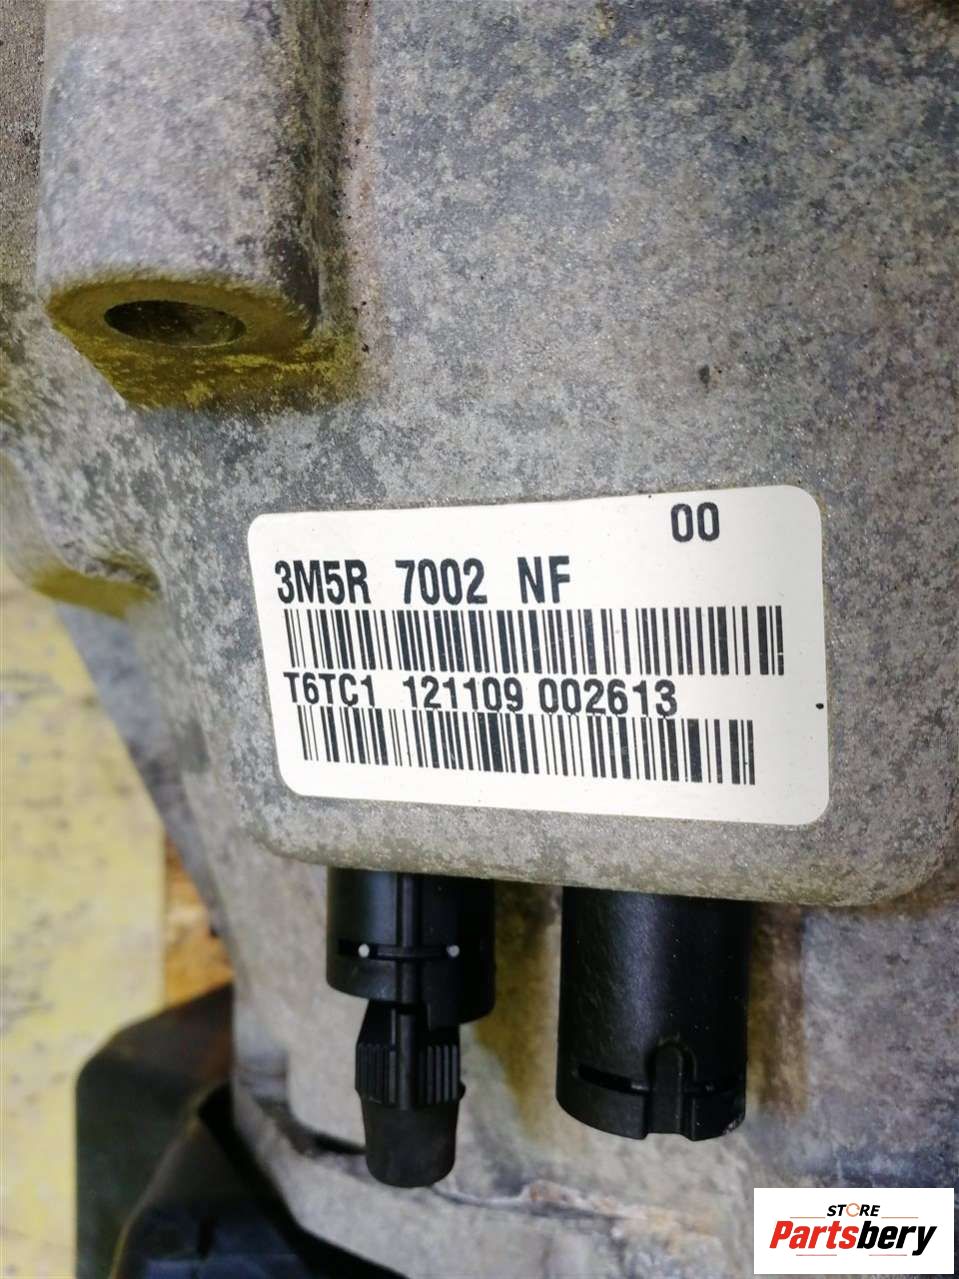 00
3M5R 7002 NF
T6TC1 121109 002613
STORE
Partsbery